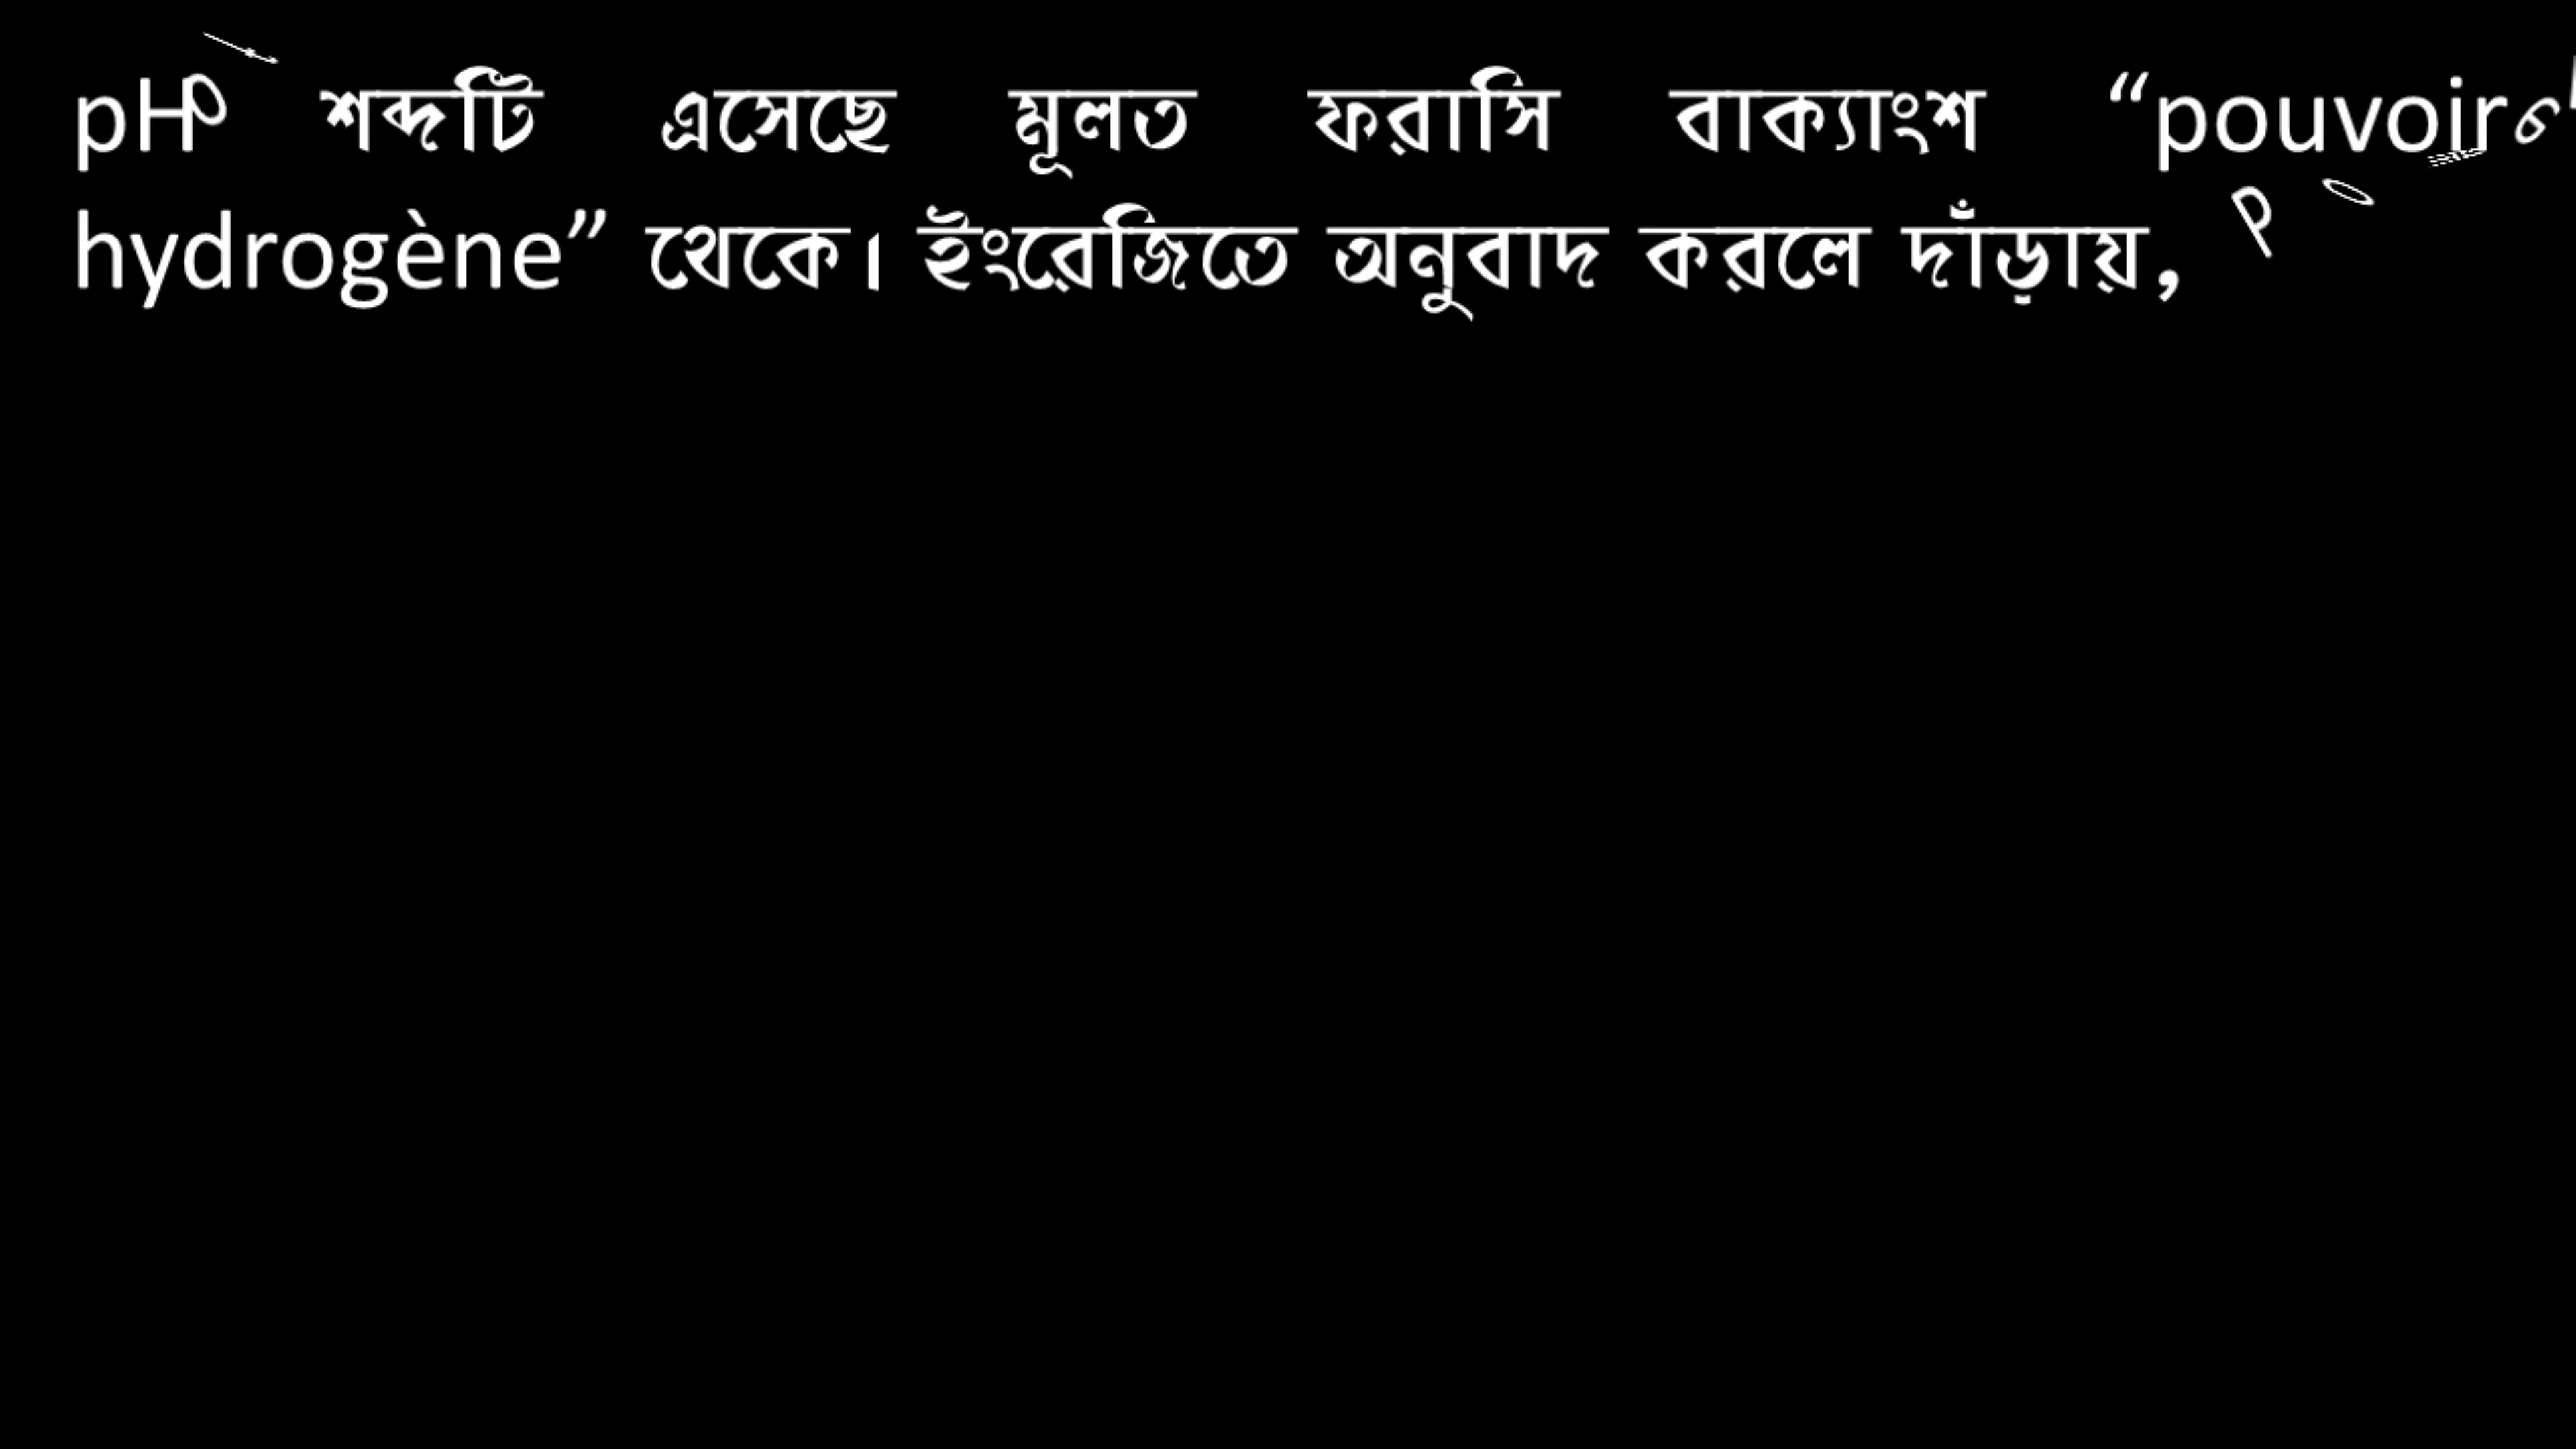 pH শব্দটি এসেছে মূলত ফরাসি বাক্যাংশ “pouvoir
hydrogène” থেকে। ইংরেজিতে অনুবাদ করলে দাঁড়ায়,